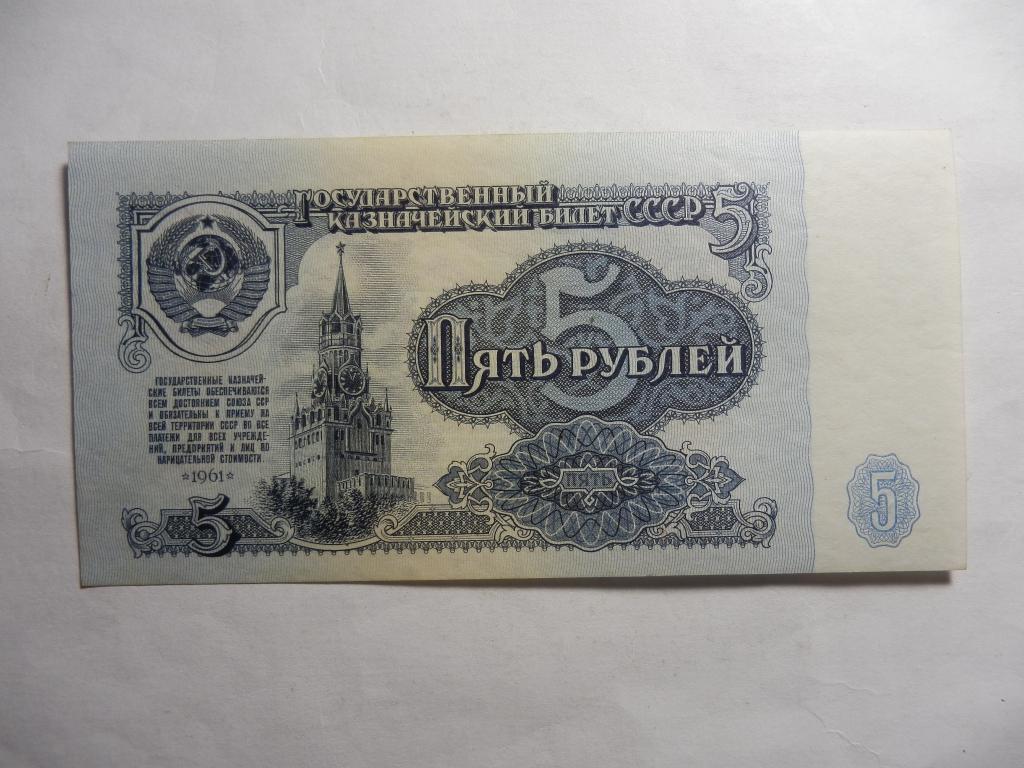 ГОСУДАРСТВЕННЫЙ
КАЗНАЧЕЙСКИЙ БИЛЕТ СССР
5
5
ПЯТЬ РУБЛЕЙ
ГОСУДАРСТВЕННЫЕ КАЗНАЧЕЙ-
СКИЕ БИЛЕТЫ ОБЕСПЕЧИВАЮТСЯ
ВСЕМ ДОСТОЯНИЕМ СОЮЗА ССР
И ОБЯЗАТЕЛЬНЫ К ПРИЕМУ НА
ВСЕЙ ТЕРРИТОРИИ СССР ВО ВСЕ
ПЛАТЕЖИ ДЛЯ ВСЕХ УЧРЕЖДЕ-
НИЙ, ПРЕДПРИЯТИЙ И ЛИЦ ПО
НАРИЦАТЕЛЬНОЙ СТОИМОСТИ
*1961*
ПЯТЬ
5
5